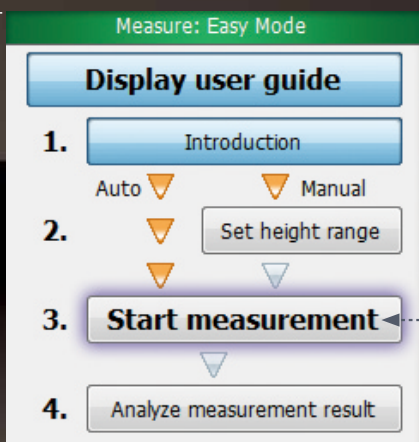 Measure: Easy Mode
Display user guide
1. Introduction
Auto Manual
2. Set height range
3. Start measurement
4. Analyze measurement result